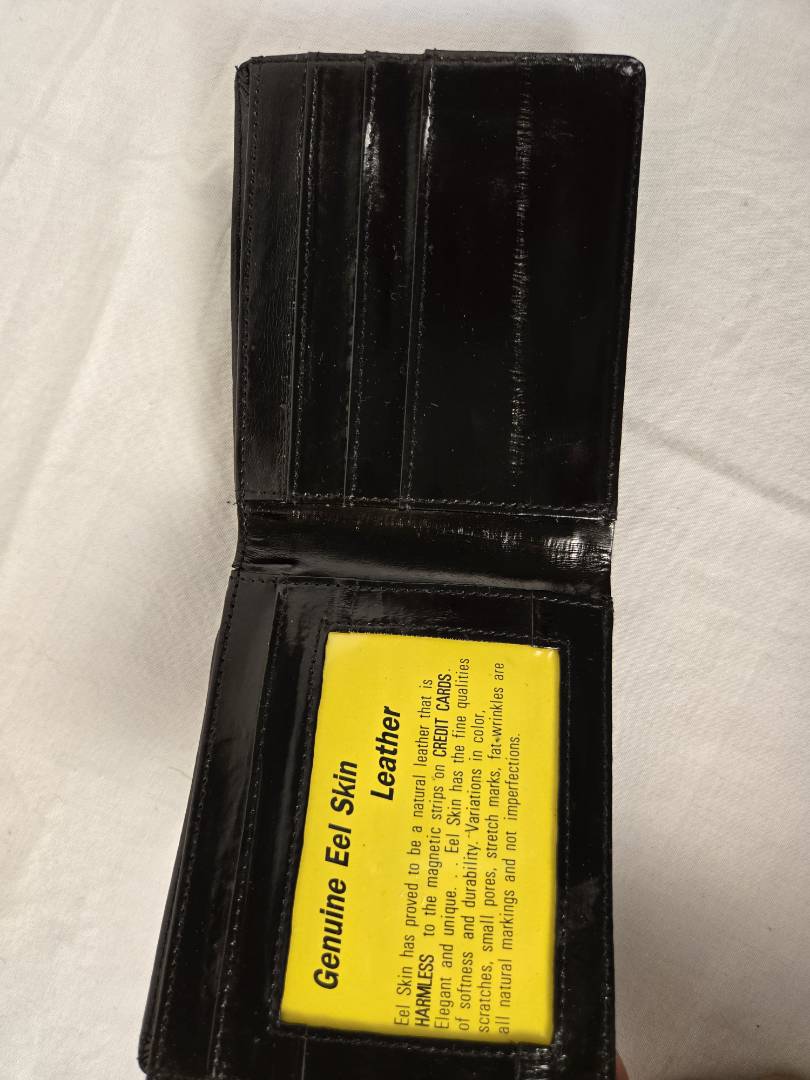 Genuine Eel Skin
Leather
Eel Skin has proved to be a natural leather that is
HARMLESS to the magnetic strips on CREDIT CARDS.
Elegant and unique. . . Eel Skin has the fine qualities
of softness and durability. Variations in color,
scratches, small pores, stretch marks, fat-wrinkles are
all natural markings and not imperfections.